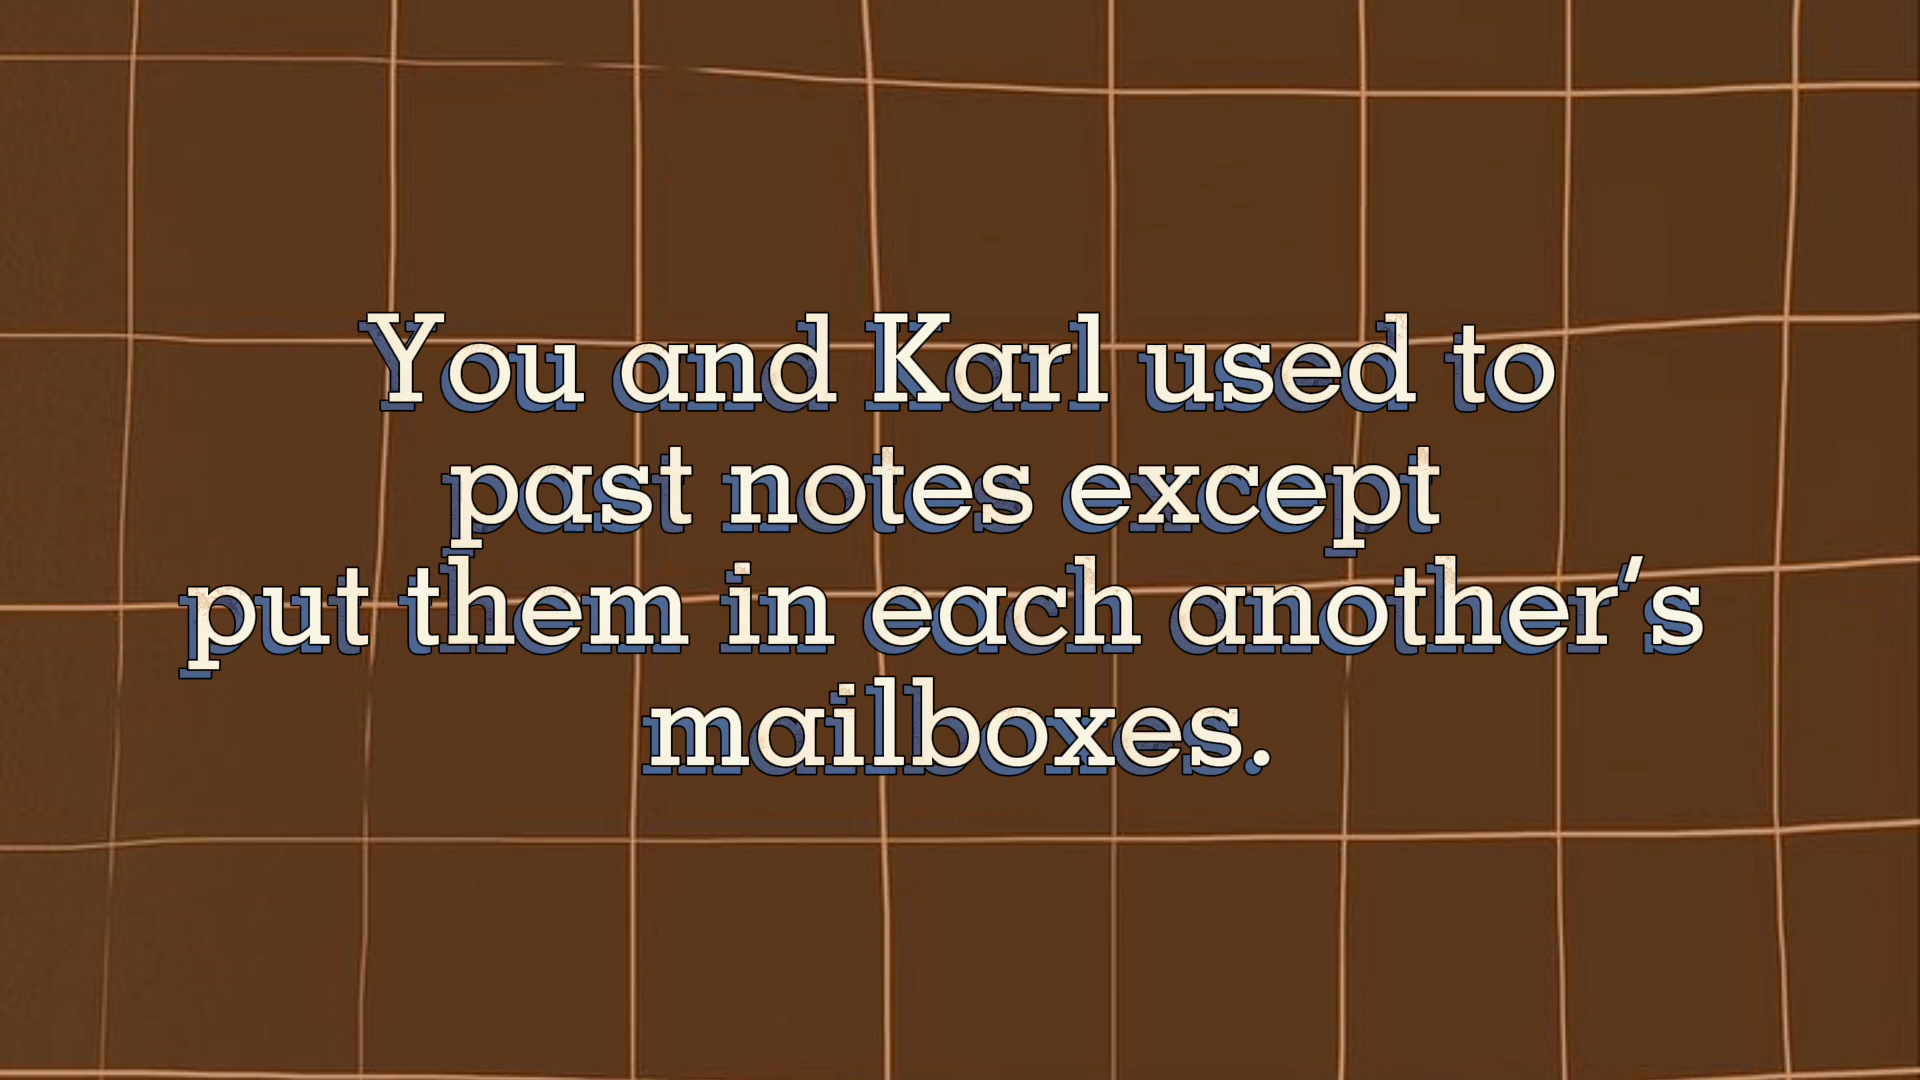 You and Karl used to
past notes except
put them in each another's
mailboxes.